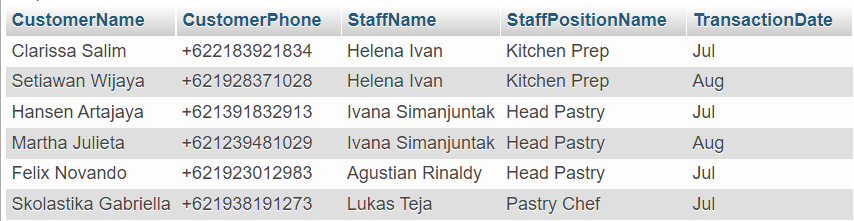 CustomerName CustomerPhone StaffName StaffPositionName TransactionDate
Clarissa Salim +622183921834 Helena Ivan Kitchen Prep Jul
Setiawan Wijaya +621928371028 Helena Ivan Kitchen Prep Aug
Hansen Artajaya +621391832913 Ivana Simanjuntak Head Pastry Jul
Martha Julieta +621239481029 Ivana Simanjuntak Head Pastry Aug
Felix Novando +621923012983 Agustian Rinaldy Head Pastry Jul
Skolastika Gabriella +621938191273 Lukas Teja Pastry Chef Jul